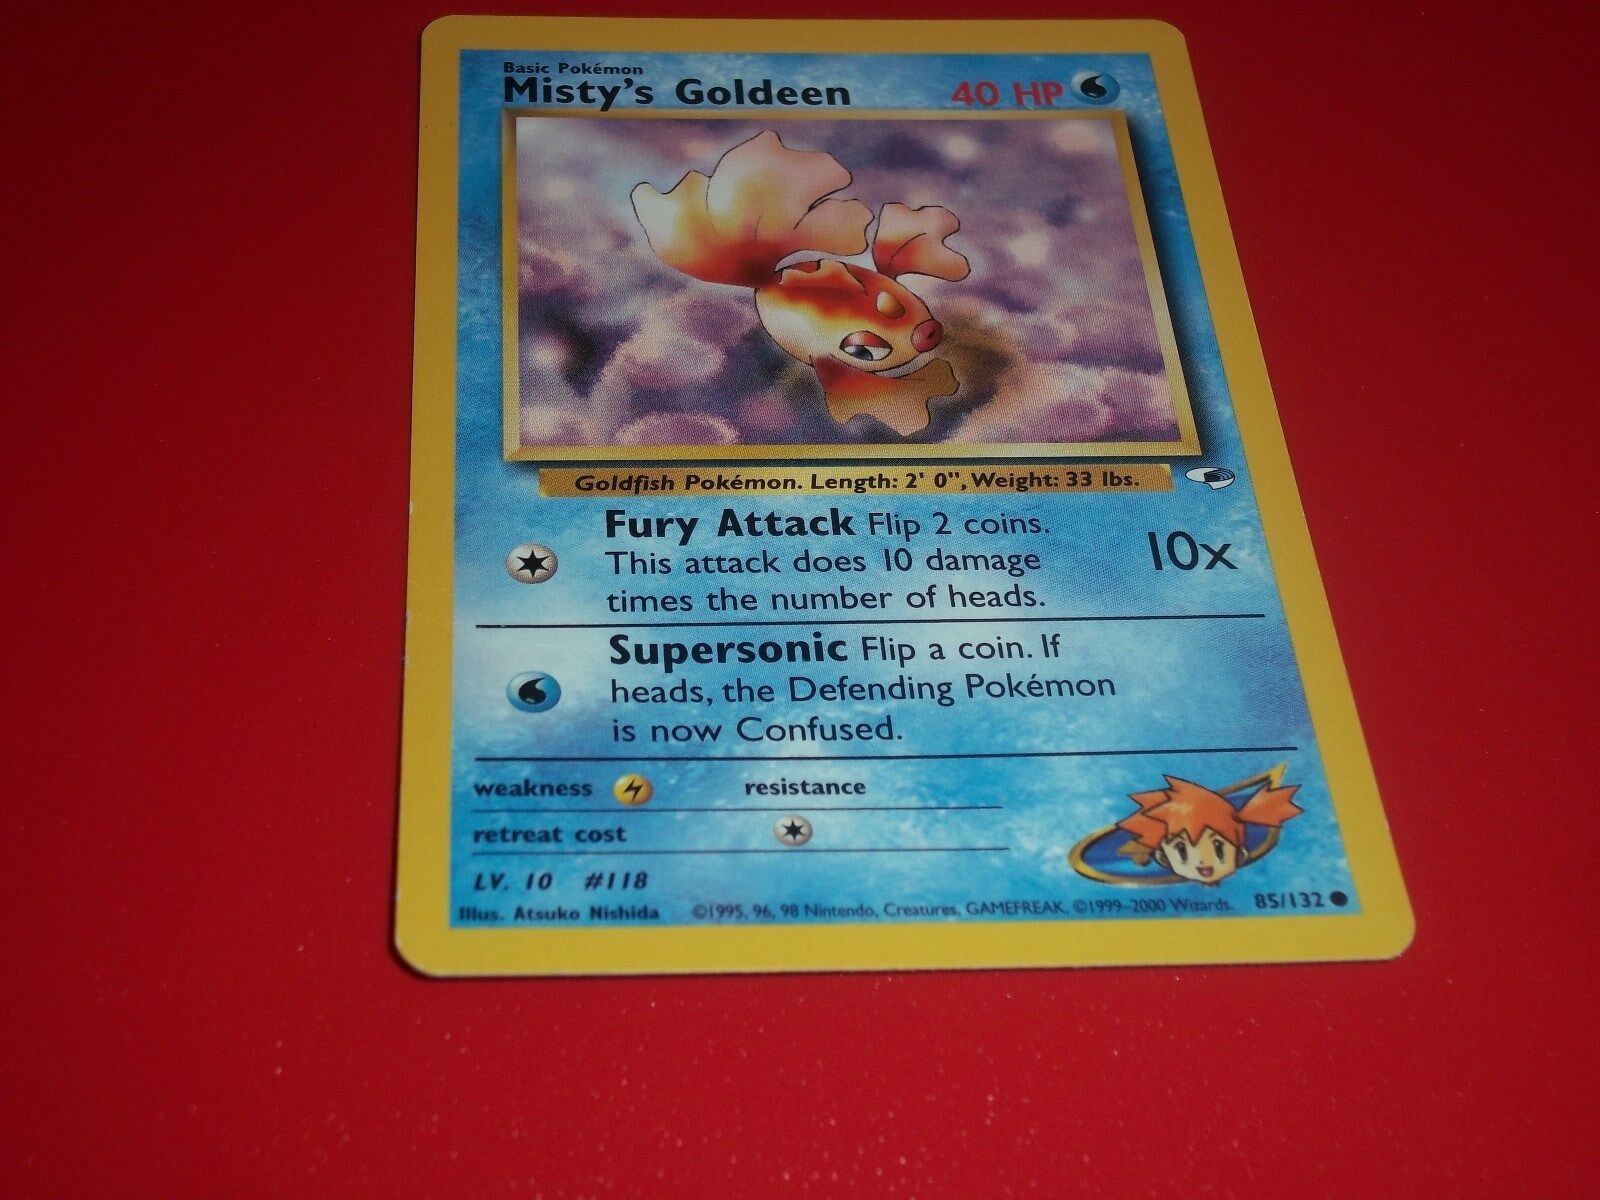 Basic Pokémon
Misty's Goldeen 40 HP
Goldfish Pokémon. Length: 2' 0", Weight: 33 lbs.
Fury Attack Flip 2 coins.
This attack does 10 damage
times the number of heads.
10x
Supersonic Flip a coin. If
heads, the Defending Pokémon
is now Confused.
weakness resistance
retreat cost
LV. 10 #118
Illus. Atsuko Nishida ©1995, 96, 98 Nintendo, Creatures, GAMEFREAK. ©1999–2000 Wizards. 85/132